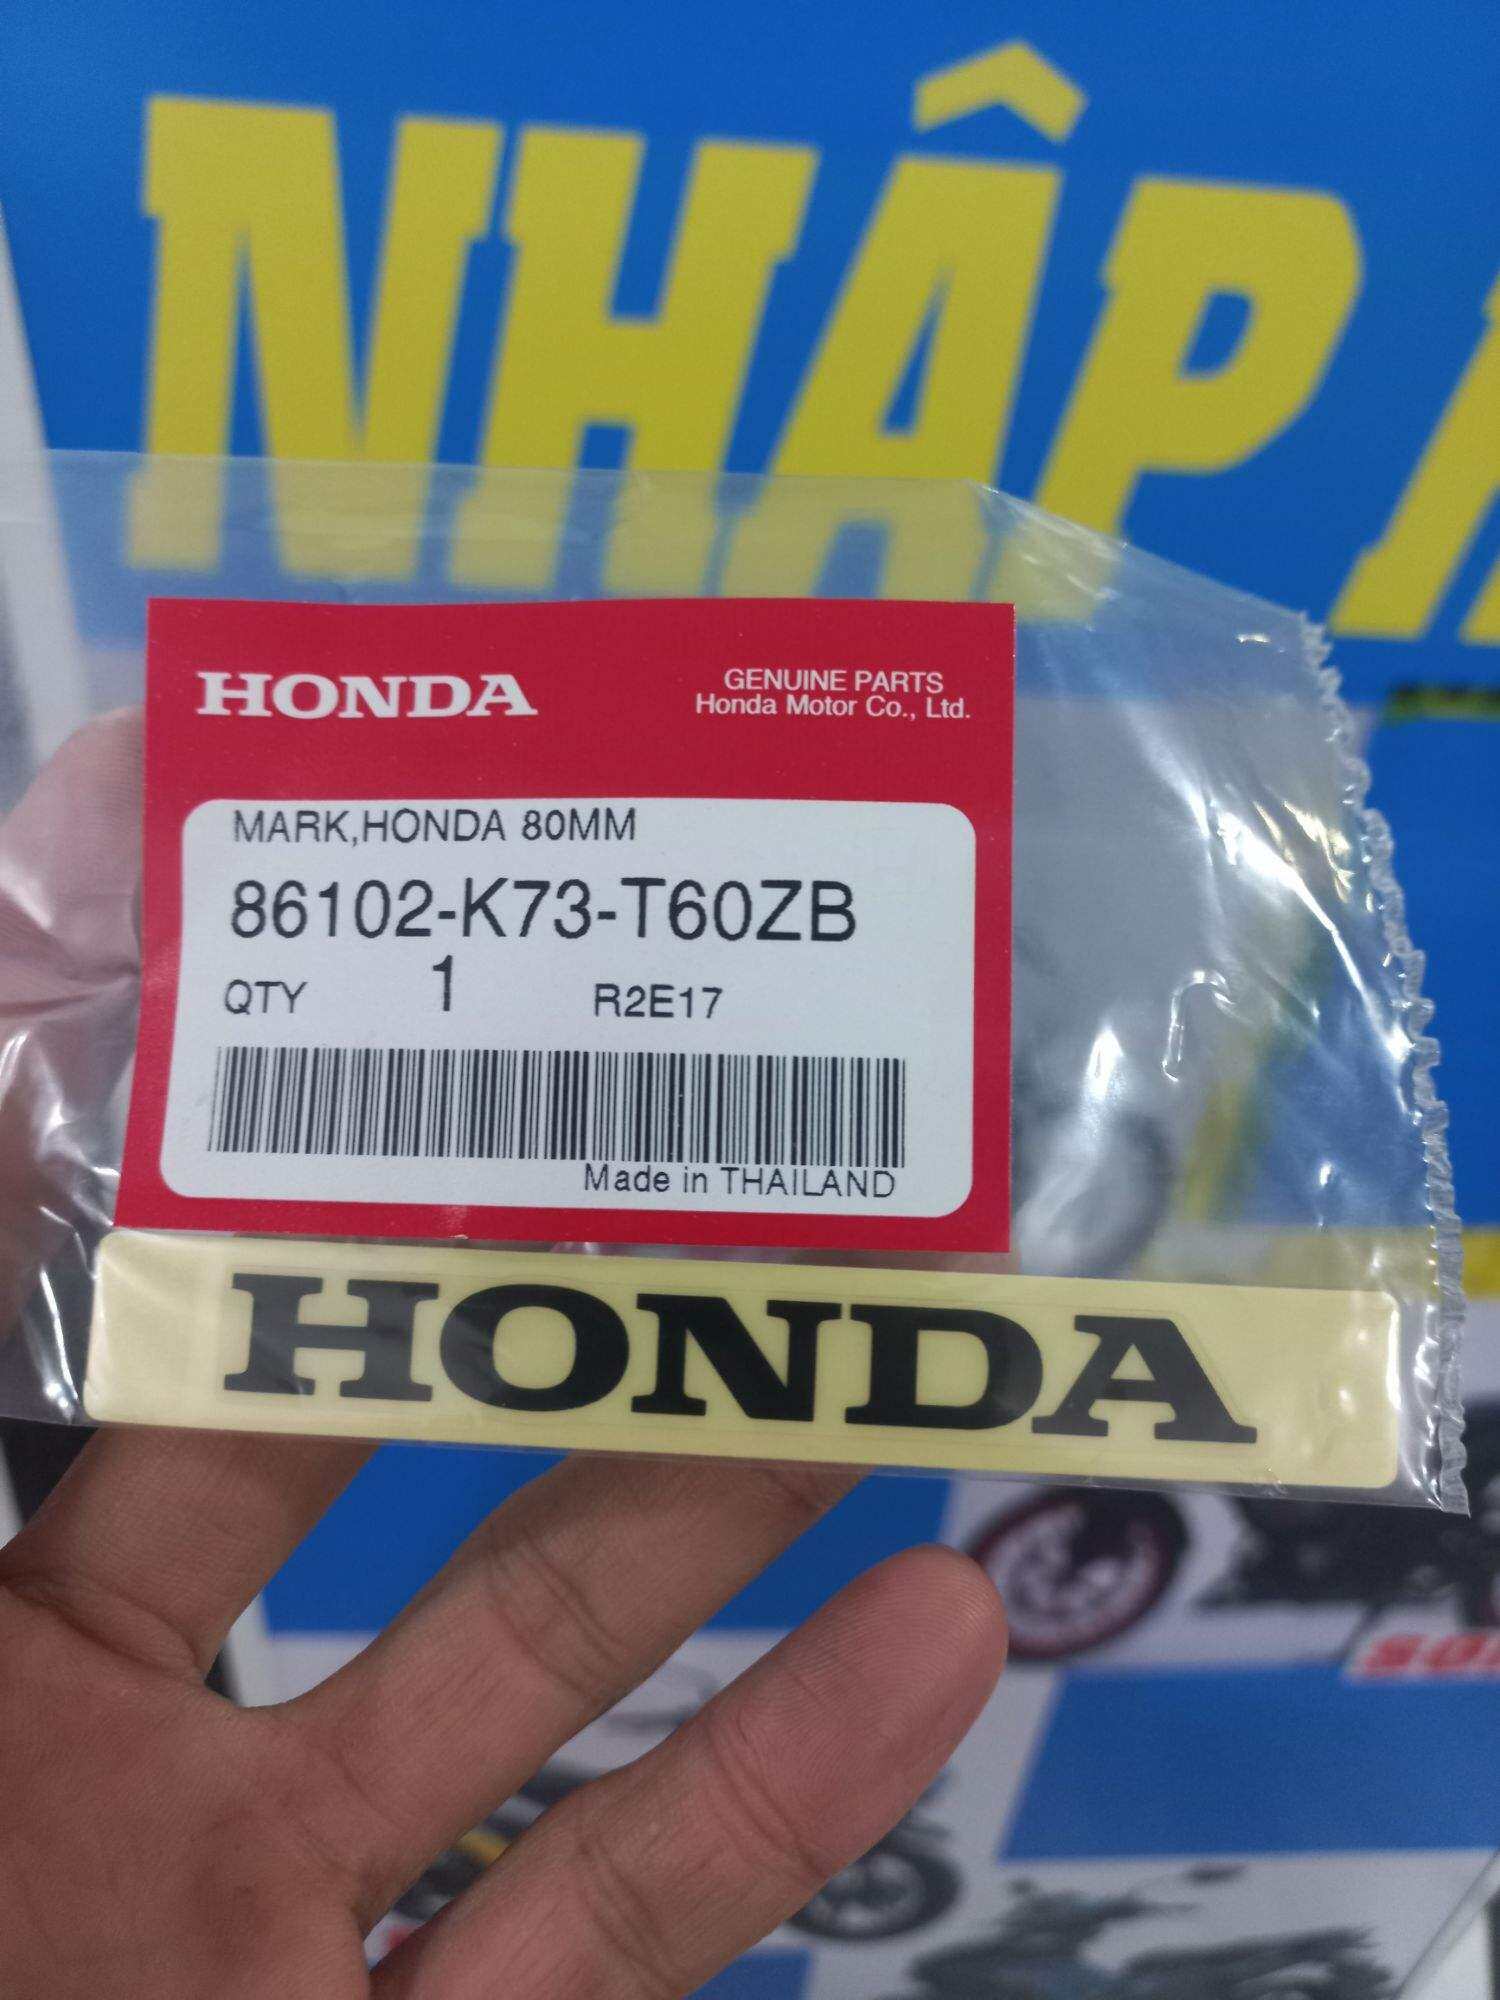 NHẬP
HONDA
GENUINE PARTS
Honda Motor Co., Ltd.
MARK,HONDA 80MM
86102-K73-T60ZB
QTY 1 R2E17
Made in THAILAND
HONDA